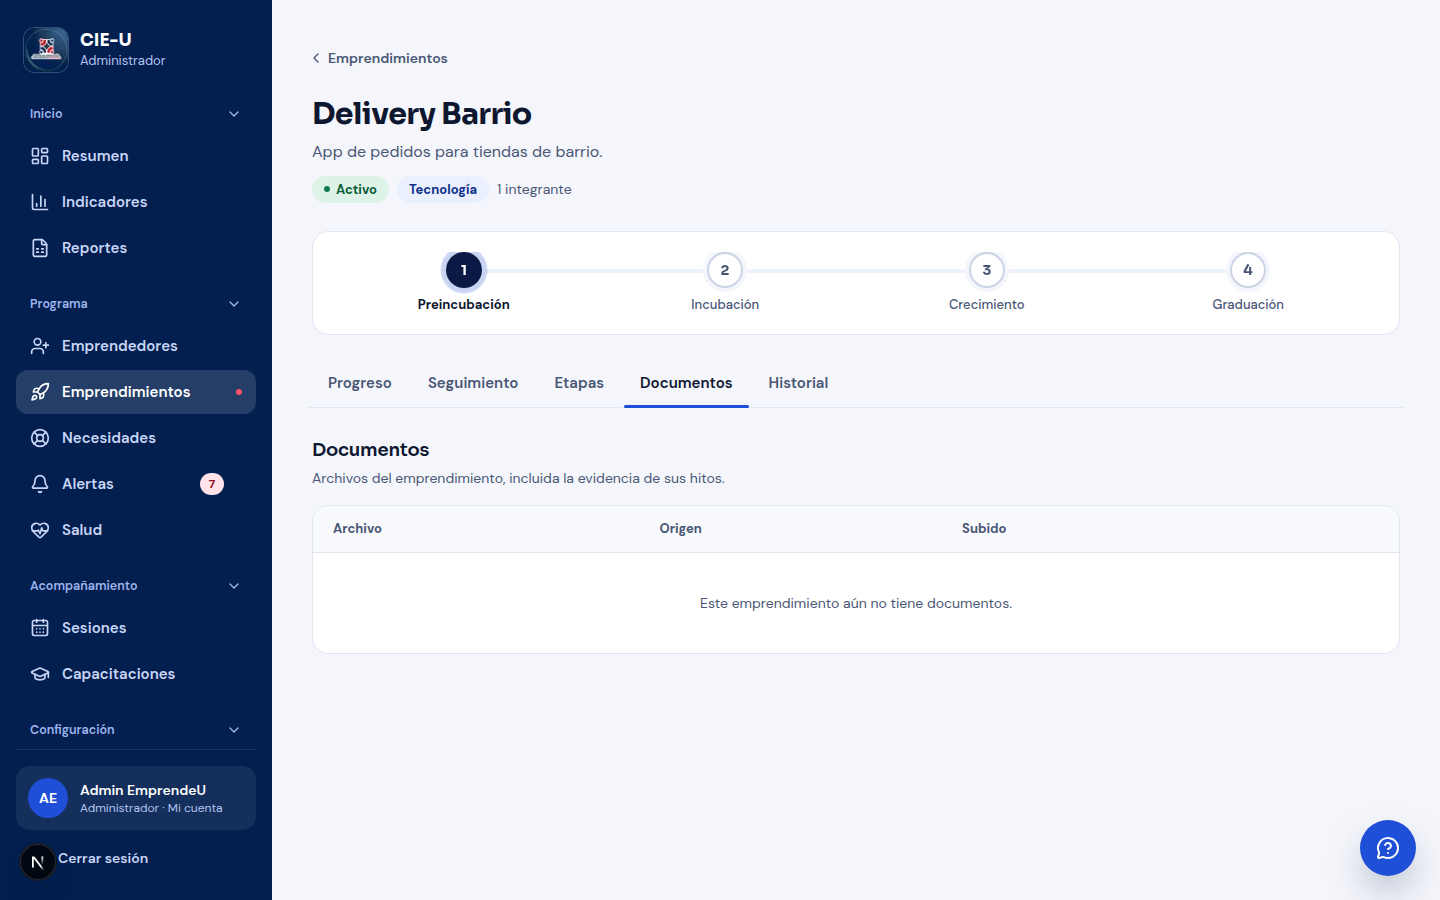 CIE-U
Administrador
Inicio
Resumen
Indicadores
Reportes
Programa
Emprendedores
Emprendimientos
Necesidades
Alertas 7
Salud
Acompañamiento
Sesiones
Capacitaciones
Configuración
AE
Admin EmprendeU
Administrador · Mi cuenta
N
Cerrar sesión
Emprendimientos
Delivery Barrio
App de pedidos para tiendas de barrio.
Activo Tecnología 1 integrante
1 2 3 4
Preincubación Incubación Crecimiento Graduación
Progreso Seguimiento Etapas Documentos Historial
Documentos
Archivos del emprendimiento, incluida la evidencia de sus hitos.
Archivo Origen Subido
Este emprendimiento aún no tiene documentos.